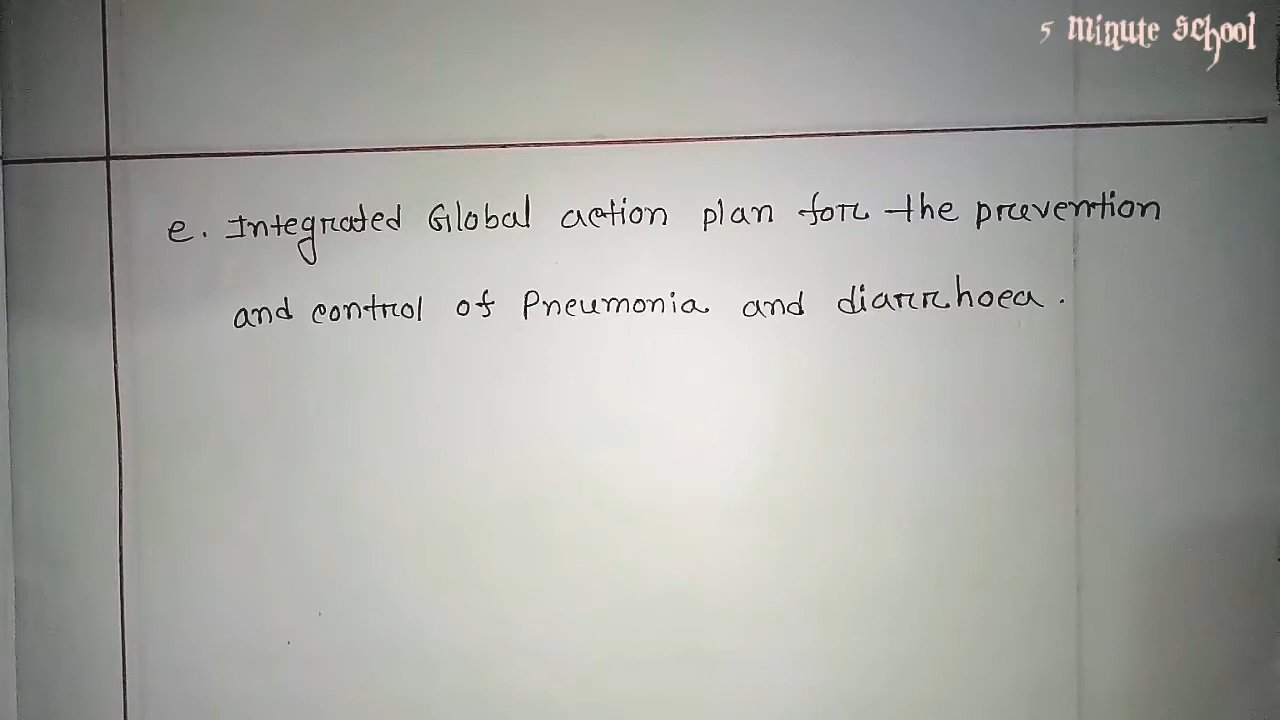 5 Minute School
e. Integrated Global action plan for the prevention
and control of Pneumonia and diarrhoea.